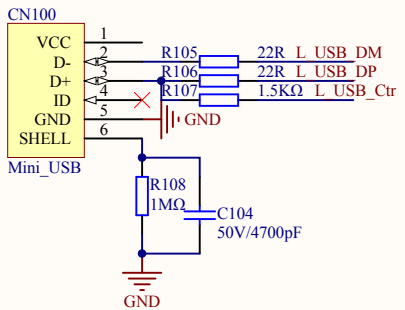 CN100
VCC 1
D- 2 R105 22R L_USB_DM
D+ 3 R106 22R L_USB_DP
ID 4 R107 1.5KΩ L_USB_Ctr
GND 5 GND
SHELL 6
Mini_USB
R108
1MΩ
C104
50V/4700pF
GND